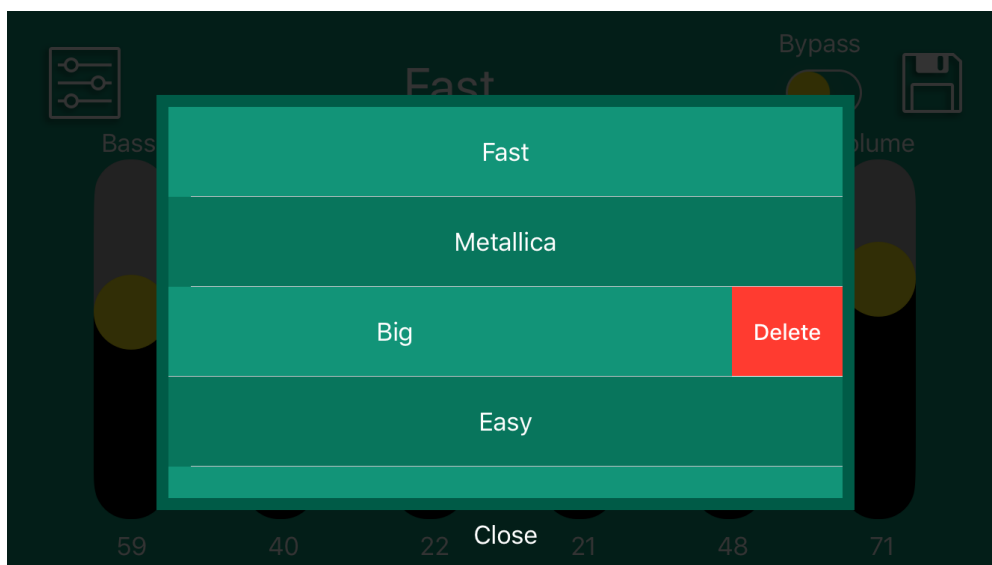 Bypass
Fast
Bass
olume
Fast
Metallica
Big
Delete
Easy
Close
59
40
22
21
48
71